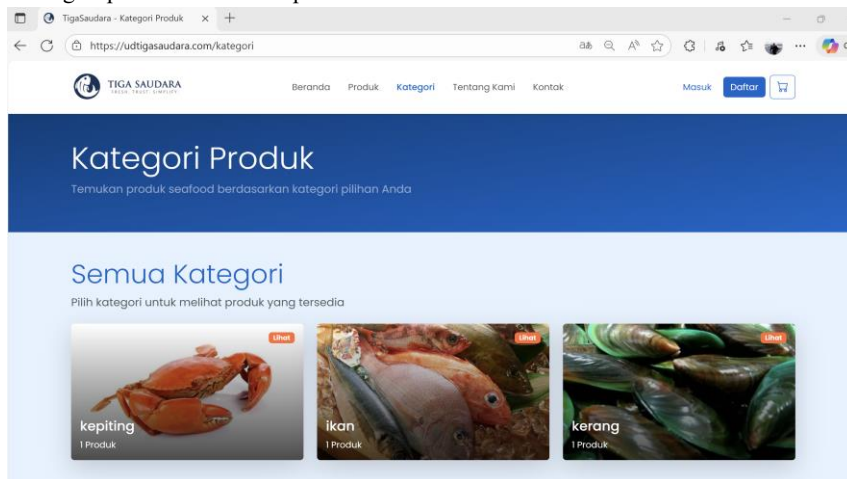 TigaSaudara - Kategori Produk
https://udtigasaudara.com/kategori
TIGA SAUDARA
FRESH. TRUST. SIMPLIFY.
Beranda Produk Kategori Tentang Kami Kontak Masuk Daftar
Kategori Produk
Temukan produk seafood berdasarkan kategori pilihan Anda
Semua Kategori
Pilih kategori untuk melihat produk yang tersedia
Lihat Lihat Lihat
kepiting ikan kerang
1 Produk 1 Produk 1 Produk